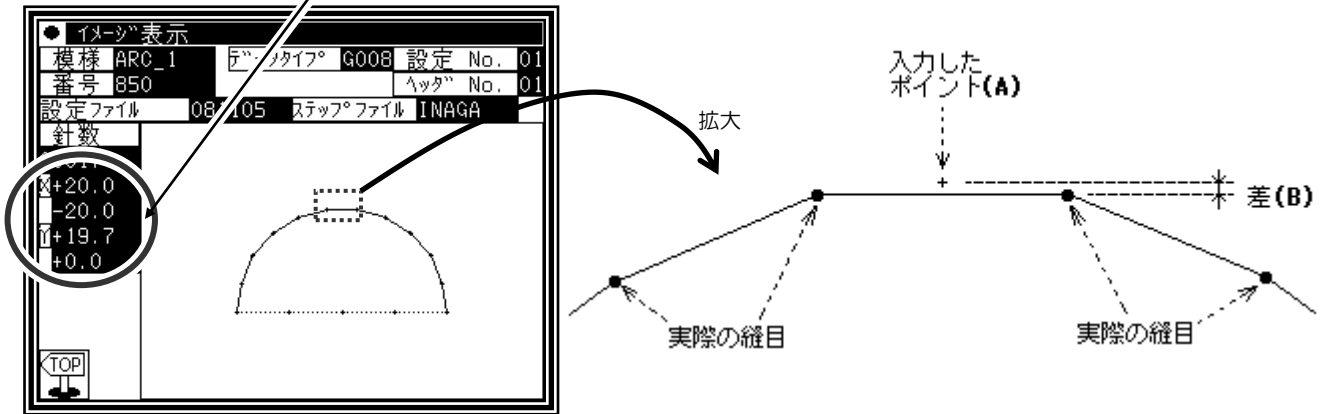 ● ｲﾒｰｼﾞ表示
模様 ARC_1 ﾃﾞｰﾀﾀｲﾌﾟ G008 設定 No. 01
番号 850 ﾍｯﾀﾞ No. 01
設定ﾌｧｲﾙ ｽﾃｯﾌﾟﾌｧｲﾙ INAGA
針数
X+20.0
-20.0
Y+19.7
+0.0
TOP
拡大
入力した
ポイント(A)
差(B)
実際の縫目
実際の縫目